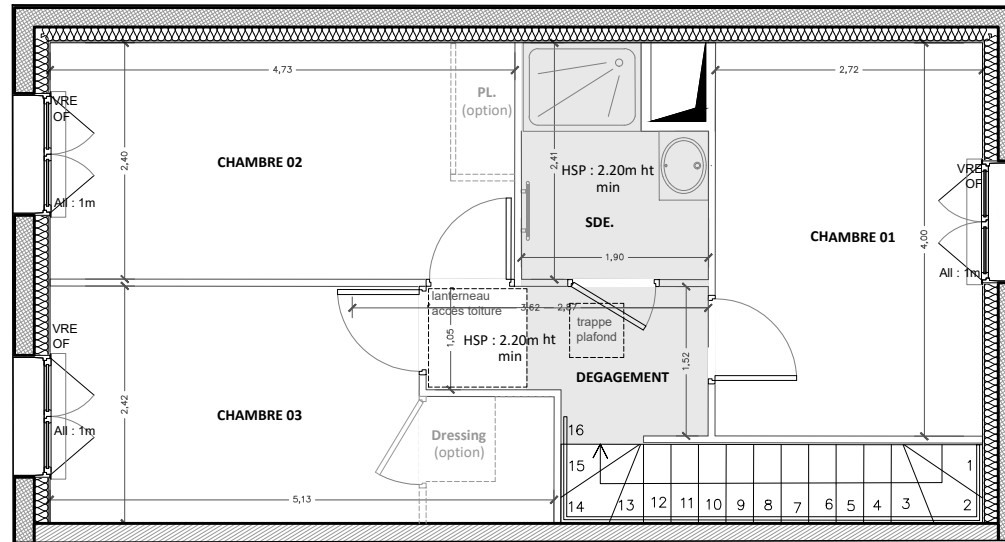 4,73
2,72
VRE
OF
PL.
(option)
CHAMBRE 02
2,40
2,41
HSP : 2.20m ht
min
SDE.
1,90
VRE
OF
CHAMBRE 01
4,00
All : 1m
All : 1m
lanterneau
accès toiture
3,62
2,87
trappe
plafond
VRE
OF
HSP : 2.20m ht
min
1,05
1,52
DEGAGEMENT
2,42
CHAMBRE 03
All : 1m
Dressing
(option)
5,13
16
15
14
13
12
11
10
9
8
7
6
5
4
3
2
1